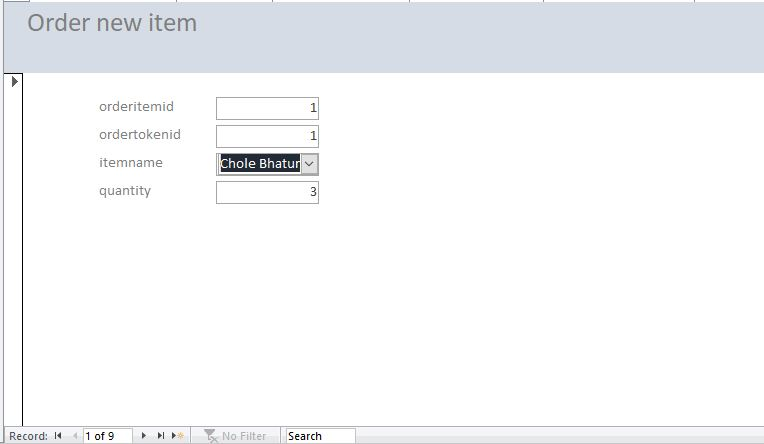 Order new item
orderitemid 1
ordertokenid 1
itemname Chole Bhatur
quantity 3
Record: 1 of 9 No Filter Search